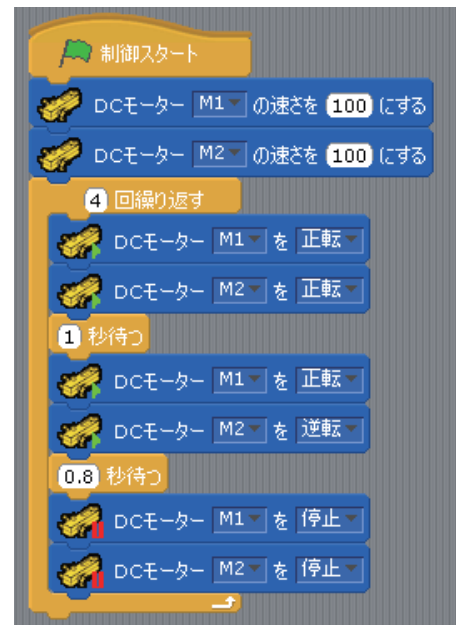 制御スタート
DCモーター M1 の速さを 100 にする
DCモーター M2 の速さを 100 にする
4 回繰り返す
DCモーター M1 を 正転
DCモーター M2 を 正転
1 秒待つ
DCモーター M1 を 正転
DCモーター M2 を 逆転
0.8 秒待つ
DCモーター M1 を 停止
DCモーター M2 を 停止